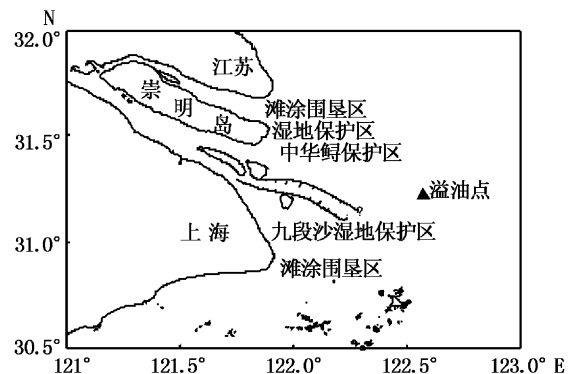 N
32.0°
江苏
崇
明
岛
滩涂围垦区
湿地保护区
中华鲟保护区
31.5°
▲溢油点
上海
九段沙湿地保护区
31.0°
滩涂围垦区
30.5°
121° 121.5° 122.0° 122.5° 123.0° E